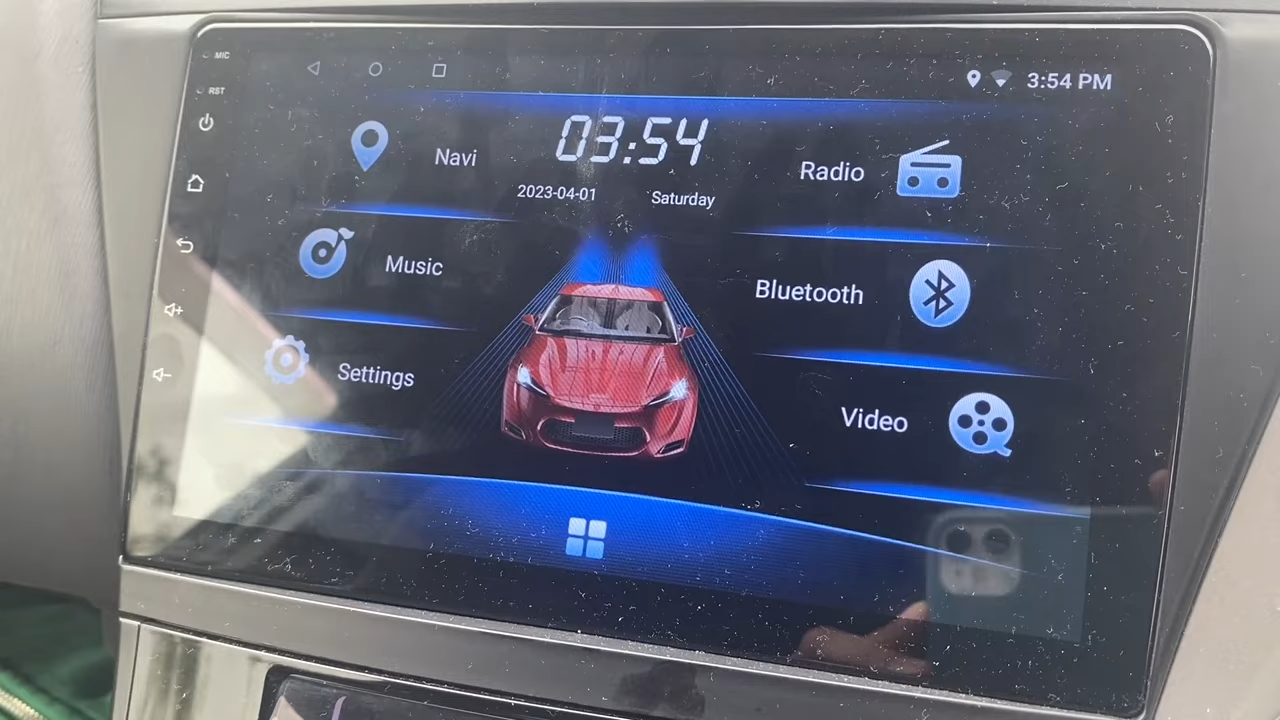 MIC
3:54 PM
RST
03:54
Navi
Radio
2023-04-01 Saturday
Music
Bluetooth
Settings
Video